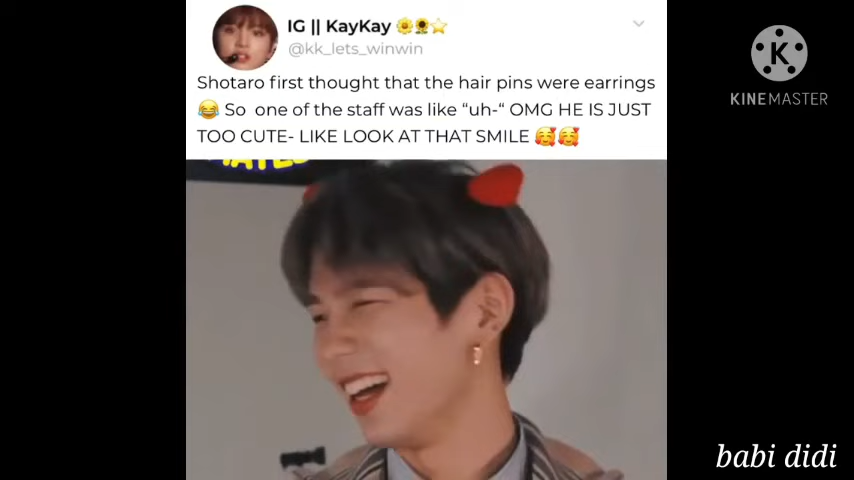 IG || KayKay 🌼🌻⭐
@kk_lets_winwin
Shotaro first thought that the hair pins were earrings
😂 So one of the staff was like “uh-“ OMG HE IS JUST
TOO CUTE- LIKE LOOK AT THAT SMILE 🥰🥰
K
KINEMASTER
babi didi